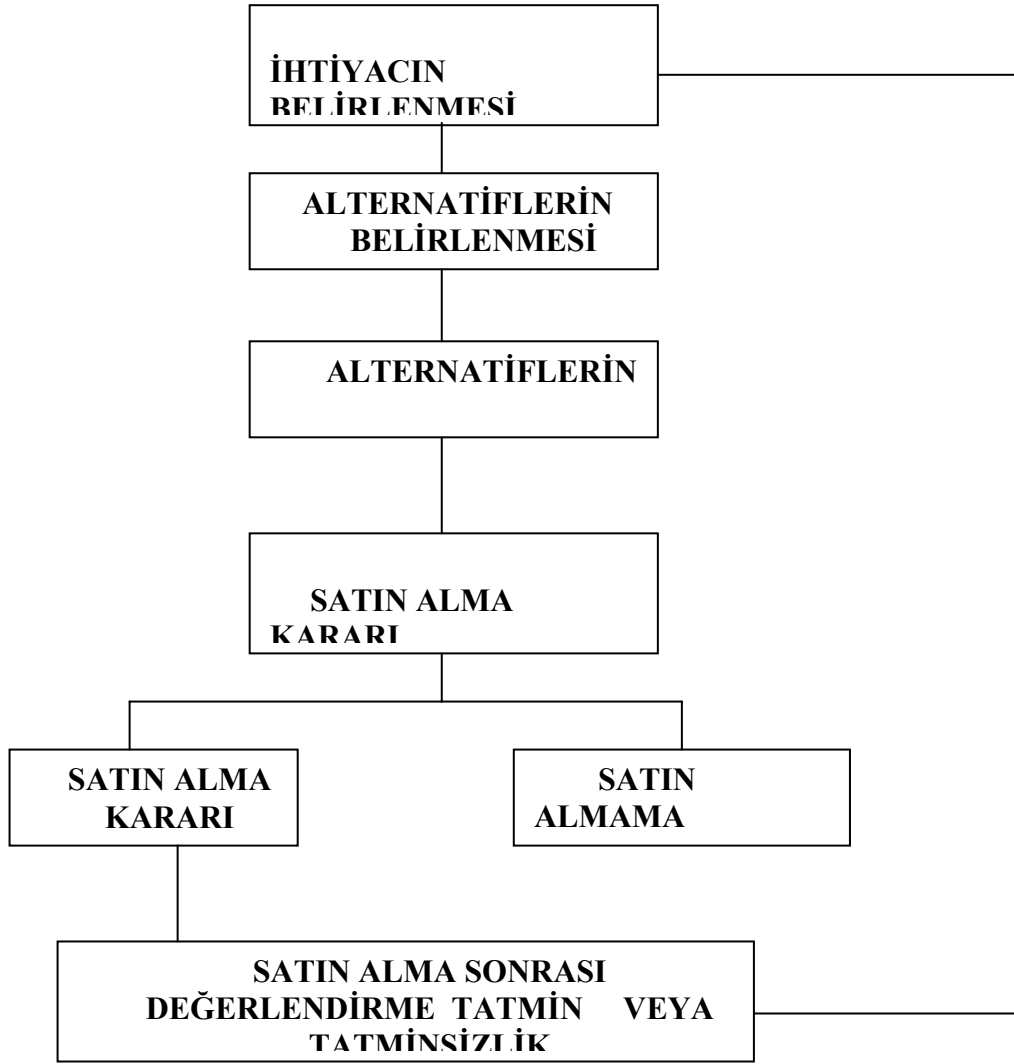 İHTİYACIN
BELİRLENMESİ
ALTERNATİFLERİN
BELİRLENMESİ
ALTERNATİFLERİN
SATIN ALMA
KARARI
SATIN ALMA
KARARI
SATIN
ALMAMA
SATIN ALMA SONRASI
DEĞERLENDİRME TATMİN VEYA
TATMİNSİZLİK